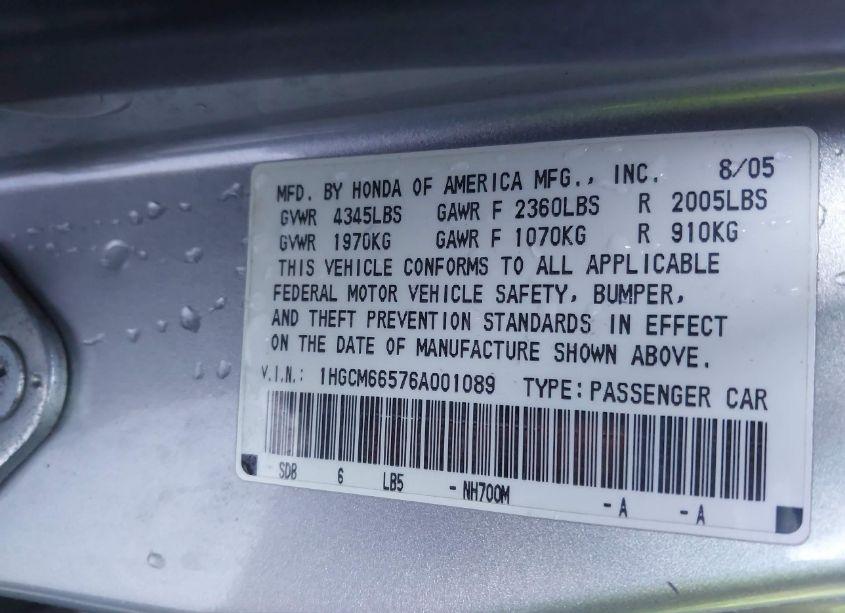 MFD. BY HONDA OF AMERICA MFG., INC. 8/05
GVWR 4345LBS GAWR F 2360LBS R 2005LBS
GVWR 1970KG GAWR F 1070KG R 910KG
THIS VEHICLE CONFORMS TO ALL APPLICABLE
FEDERAL MOTOR VEHICLE SAFETY, BUMPER,
AND THEFT PREVENTION STANDARDS IN EFFECT
ON THE DATE OF MANUFACTURE SHOWN ABOVE.
V.I.N.: 1HGCM66576A001089 TYPE:PASSENGER CAR
SDB 6 LB5 - NH700M - A - A